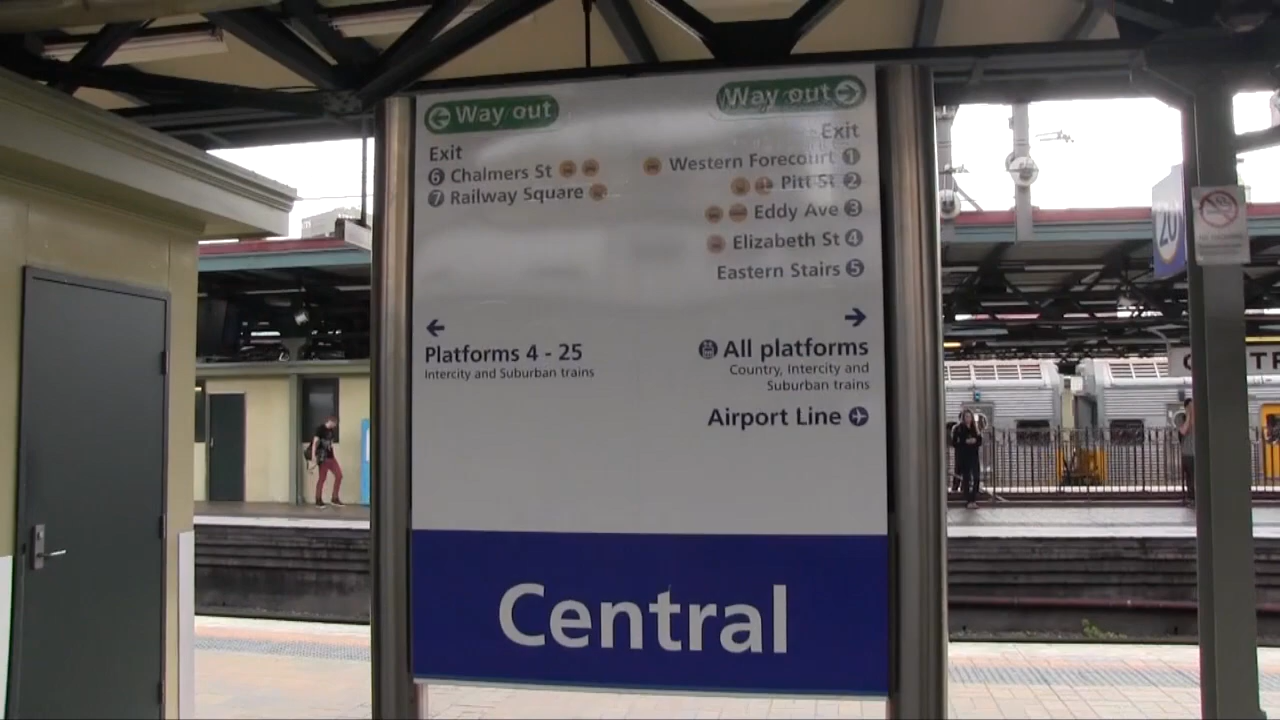 Way out
Way out
Exit
6 Chalmers St
7 Railway Square
Exit
Western Forecourt 1
Pitt St 2
Eddy Ave 3
Elizabeth St 4
Eastern Stairs 5
Platforms 4 - 25
Intercity and Suburban trains
All platforms
Country, Intercity and
Suburban trains
Airport Line
Central
20